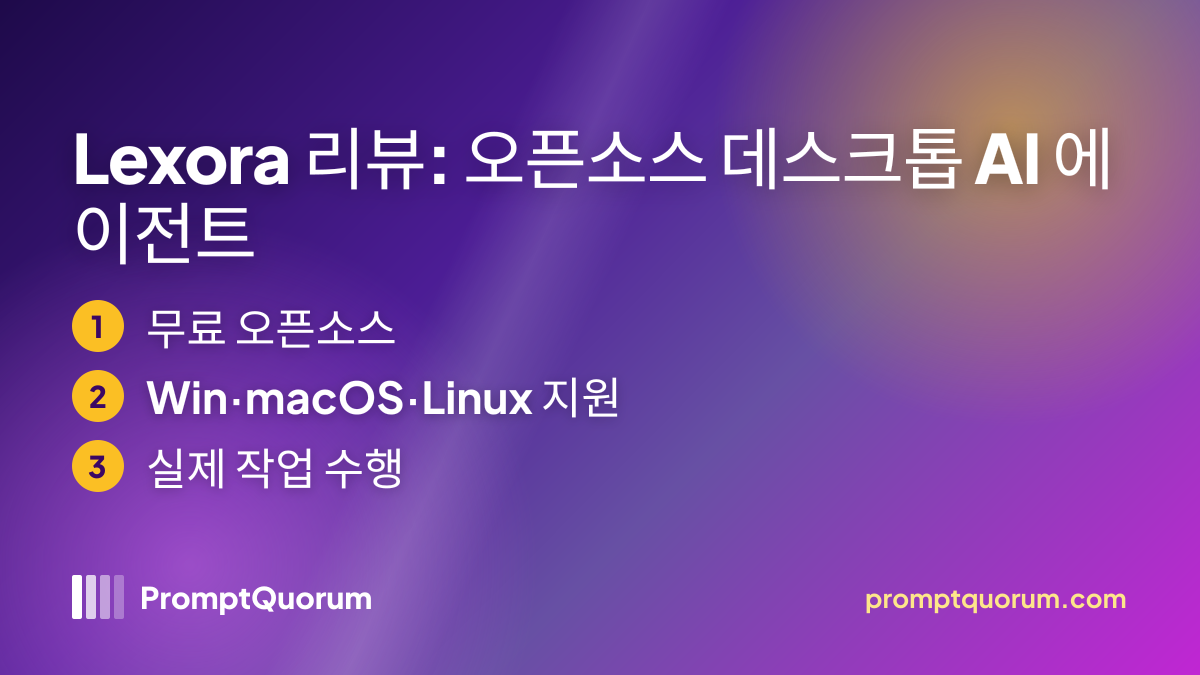 Lexora 리뷰: 오픈소스 데스크톱 AI 에
이전트
1 무료 오픈소스
2 Win·macOS·Linux 지원
3 실제 작업 수행
PromptQuorum
promptquorum.com